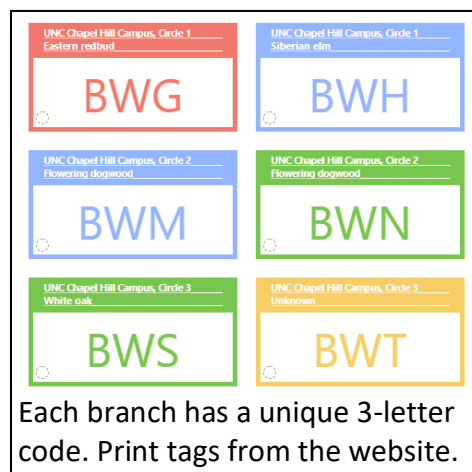 UNC Chapel Hill Campus, Circle 1
Eastern redbud
BWG
UNC Chapel Hill Campus, Circle 1
Siberian elm
BWH
UNC Chapel Hill Campus, Circle 2
Flowering dogwood
BWM
UNC Chapel Hill Campus, Circle 2
Flowering dogwood
BWN
UNC Chapel Hill Campus, Circle 3
White oak
BWS
UNC Chapel Hill Campus, Circle 3
Unknown
BWT
Each branch has a unique 3-letter
code. Print tags from the website.